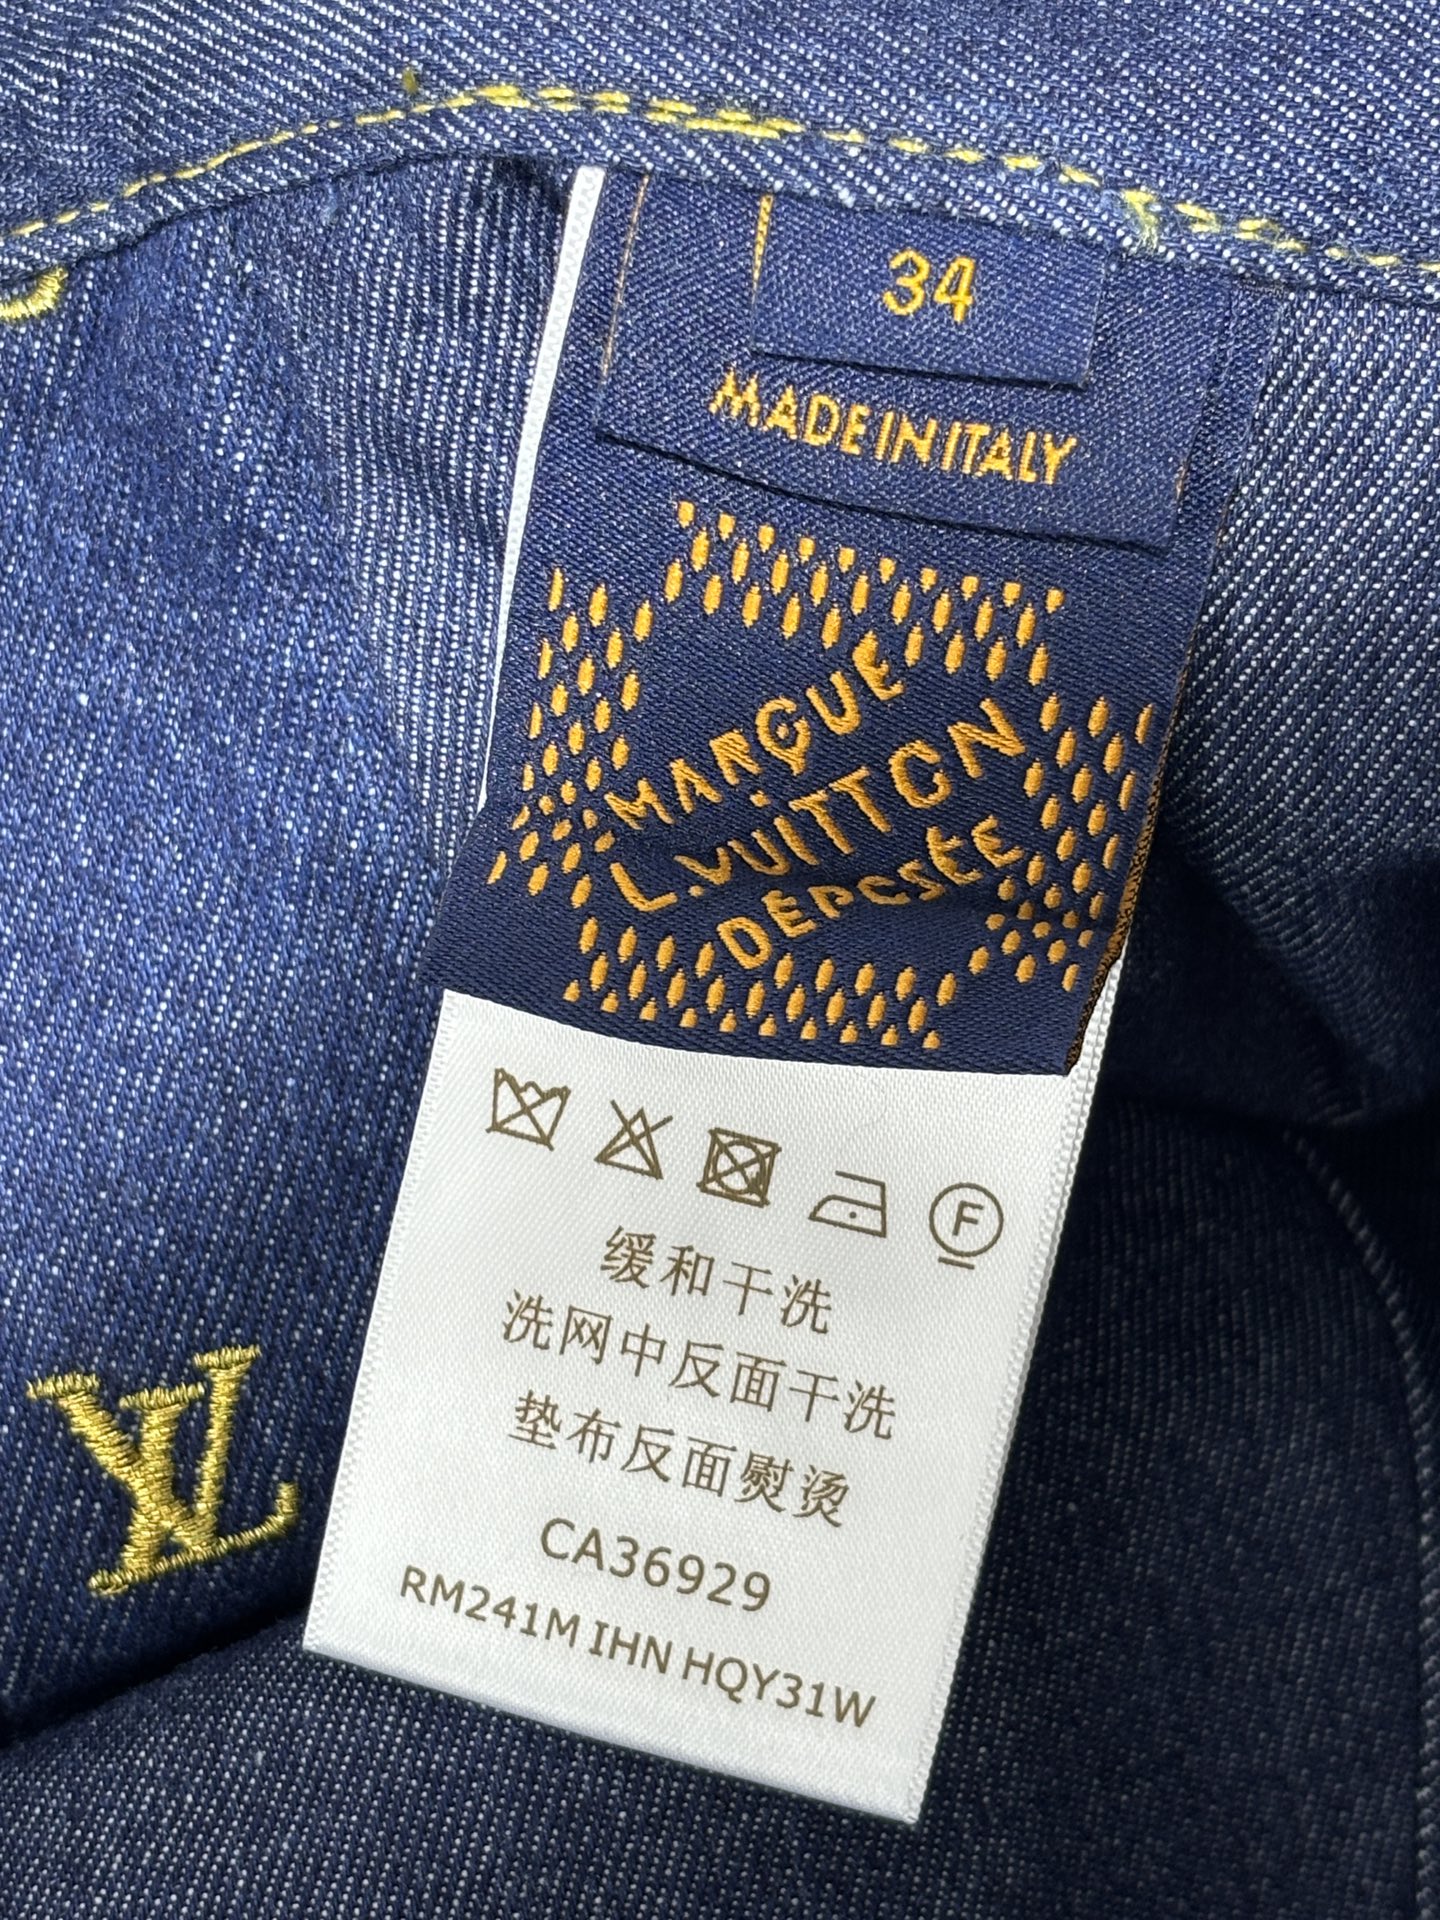 34
MADE IN ITALY
MARQUE
L.VUITTON
DÉPOSÉE
F
缓和干洗
洗网中反面干洗
垫布反面熨烫
CA36929
RM241M IHN HQY31W
LV